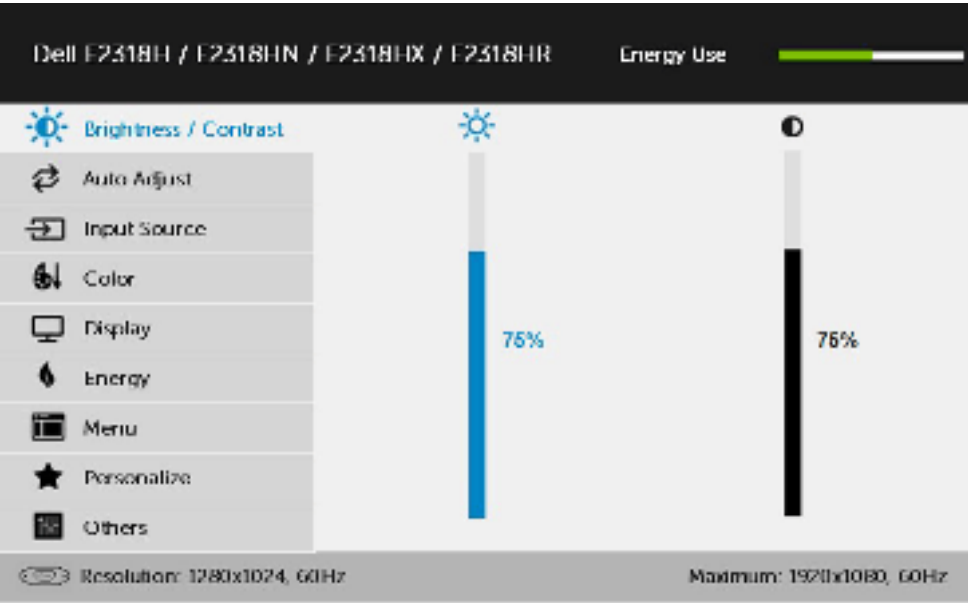 Dell E2318H / E2318HN / E2318HX / E2318HR
Energy Use
Brightness / Contrast
Auto Adjust
Input Source
Color
Display
75%
75%
Energy
Menu
Personalize
Others
Resolution: 1280x1024, 60Hz
Maximum: 1920x1080, 60Hz